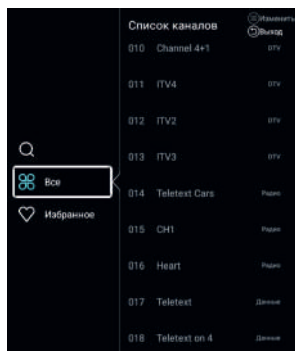 Список каналов
Изменить
Выход
010 Channel 4+1 DTV
011 ITV4 DTV
012 ITV2 DTV
013 ITV3 DTV
Все
014 Teletext Cars Радио
Избранное
015 CH1 Радио
016 Heart Радио
017 Teletext Данные
018 Teletext on 4 Данные